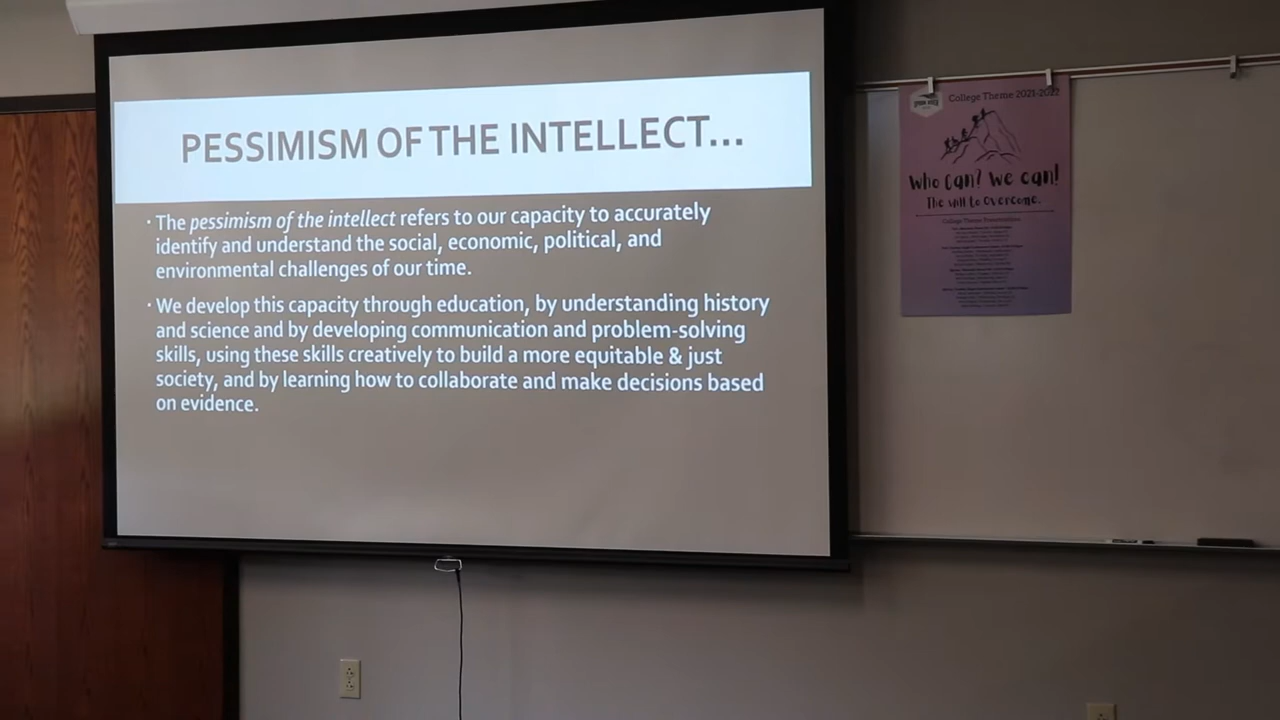 PESSIMISM OF THE INTELLECT...
• The pessimism of the intellect refers to our capacity to accurately
identify and understand the social, economic, political, and
environmental challenges of our time.
• We develop this capacity through education, by understanding history
and science and by developing communication and problem-solving
skills, using these skills creatively to build a more equitable & just
society, and by learning how to collaborate and make decisions based
on evidence.
College Theme 2021-2022
Who Can? We can!
The will to Overcome.
College Theme Presentations